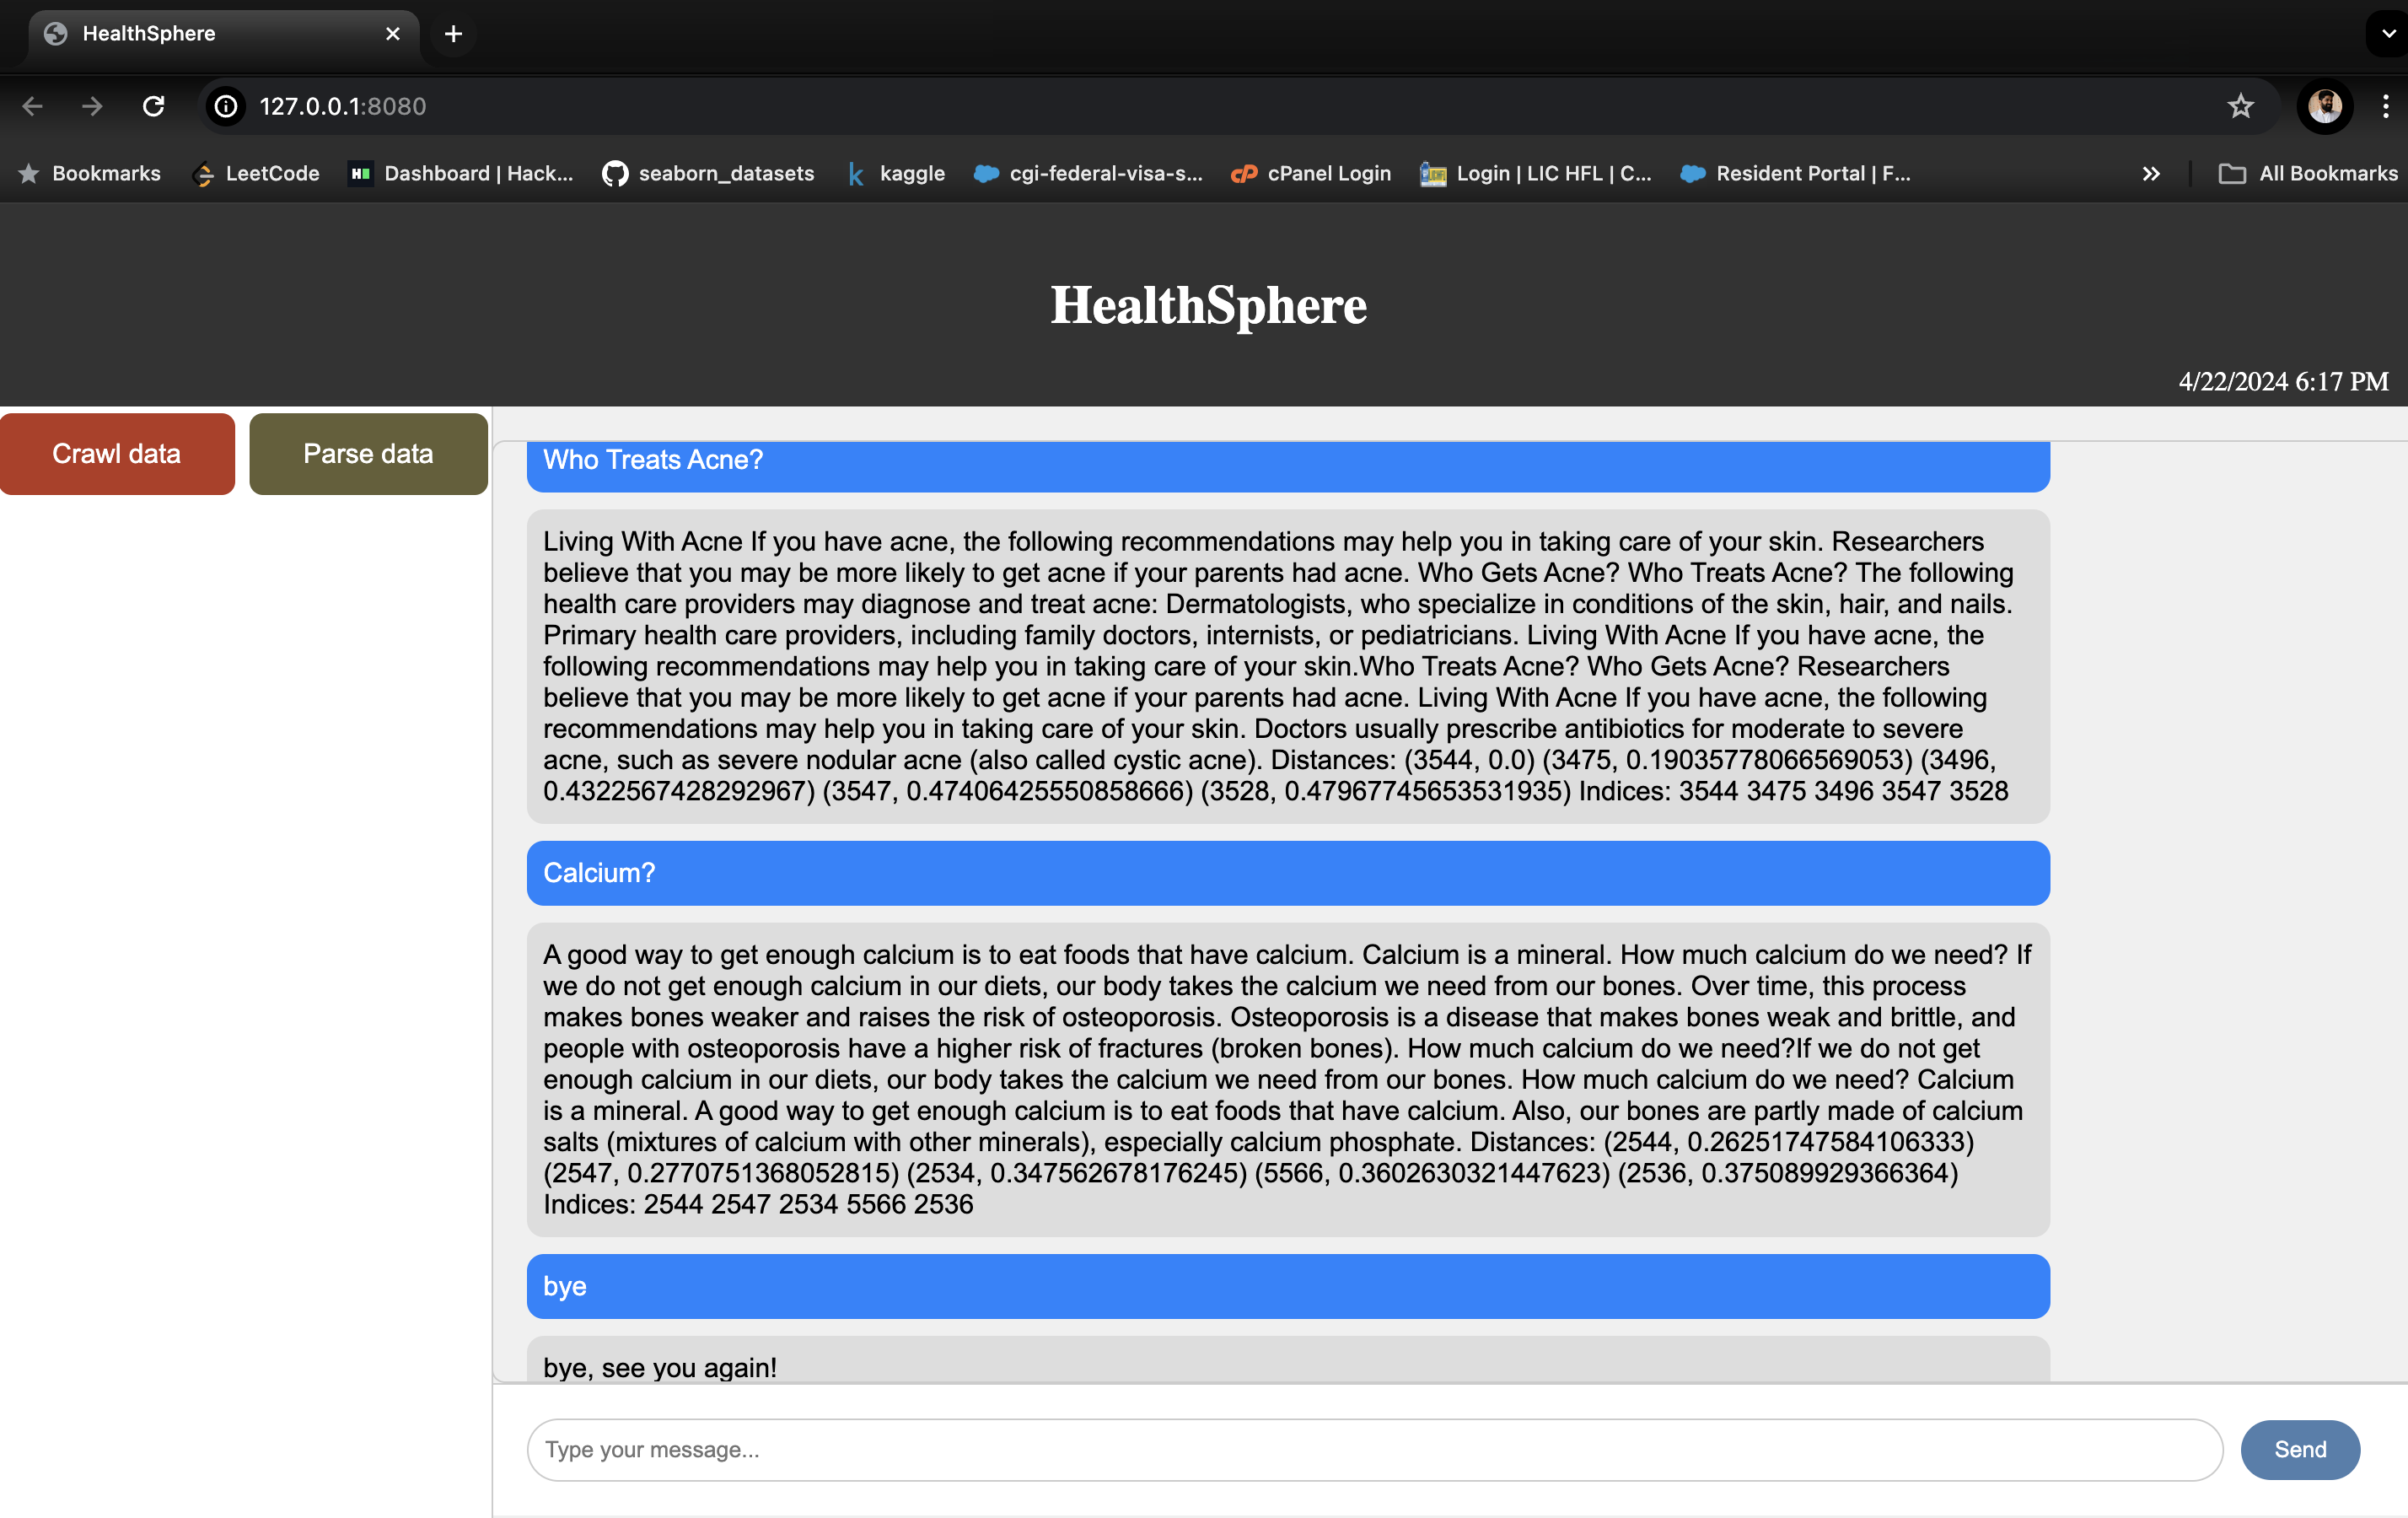 HealthSphere
127.0.0.1:8080
Bookmarks
LeetCode
Dashboard | Hack...
seaborn_datasets
kaggle
cgi-federal-visa-s...
cPanel Login
Login | LIC HFL | C...
Resident Portal | F...
All Bookmarks
HealthSphere
4/22/2024 6:17 PM
Crawl data
Parse data
Who Treats Acne?
Living With Acne If you have acne, the following recommendations may help you in taking care of your skin. Researchers
believe that you may be more likely to get acne if your parents had acne. Who Gets Acne? Who Treats Acne? The following
health care providers may diagnose and treat acne: Dermatologists, who specialize in conditions of the skin, hair, and nails.
Primary health care providers, including family doctors, internists, or pediatricians. Living With Acne If you have acne, the
following recommendations may help you in taking care of your skin.Who Treats Acne? Who Gets Acne? Researchers
believe that you may be more likely to get acne if your parents had acne. Living With Acne If you have acne, the following
recommendations may help you in taking care of your skin. Doctors usually prescribe antibiotics for moderate to severe
acne, such as severe nodular acne (also called cystic acne). Distances: (3544, 0.0) (3475, 0.19035778066569053) (3496,
0.4322567428292967) (3547, 0.47406425550858666) (3528, 0.47967745653531935) Indices: 3544 3475 3496 3547 3528
Calcium?
A good way to get enough calcium is to eat foods that have calcium. Calcium is a mineral. How much calcium do we need? If
we do not get enough calcium in our diets, our body takes the calcium we need from our bones. Over time, this process
makes bones weaker and raises the risk of osteoporosis. Osteoporosis is a disease that makes bones weak and brittle, and
people with osteoporosis have a higher risk of fractures (broken bones). How much calcium do we need?If we do not get
enough calcium in our diets, our body takes the calcium we need from our bones. How much calcium do we need? Calcium
is a mineral. A good way to get enough calcium is to eat foods that have calcium. Also, our bones are partly made of calcium
salts (mixtures of calcium with other minerals), especially calcium phosphate. Distances: (2544, 0.26251747584106333)
(2547, 0.2770751368052815) (2534, 0.347562678176245) (5566, 0.3602630321447623) (2536, 0.375089929366364)
Indices: 2544 2547 2534 5566 2536
bye
bye, see you again!
Type your message...
Send